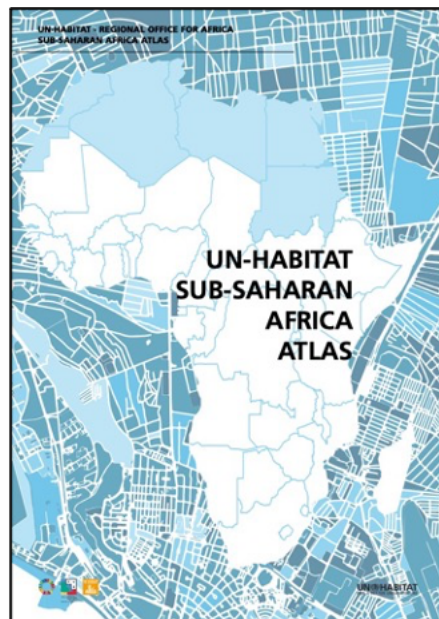 UN-HABITAT - REGIONAL OFFICE FOR AFRICA
SUB-SAHARAN AFRICA ATLAS
UN-HABITAT
SUB-SAHARAN
AFRICA
ATLAS
UN-HABITAT